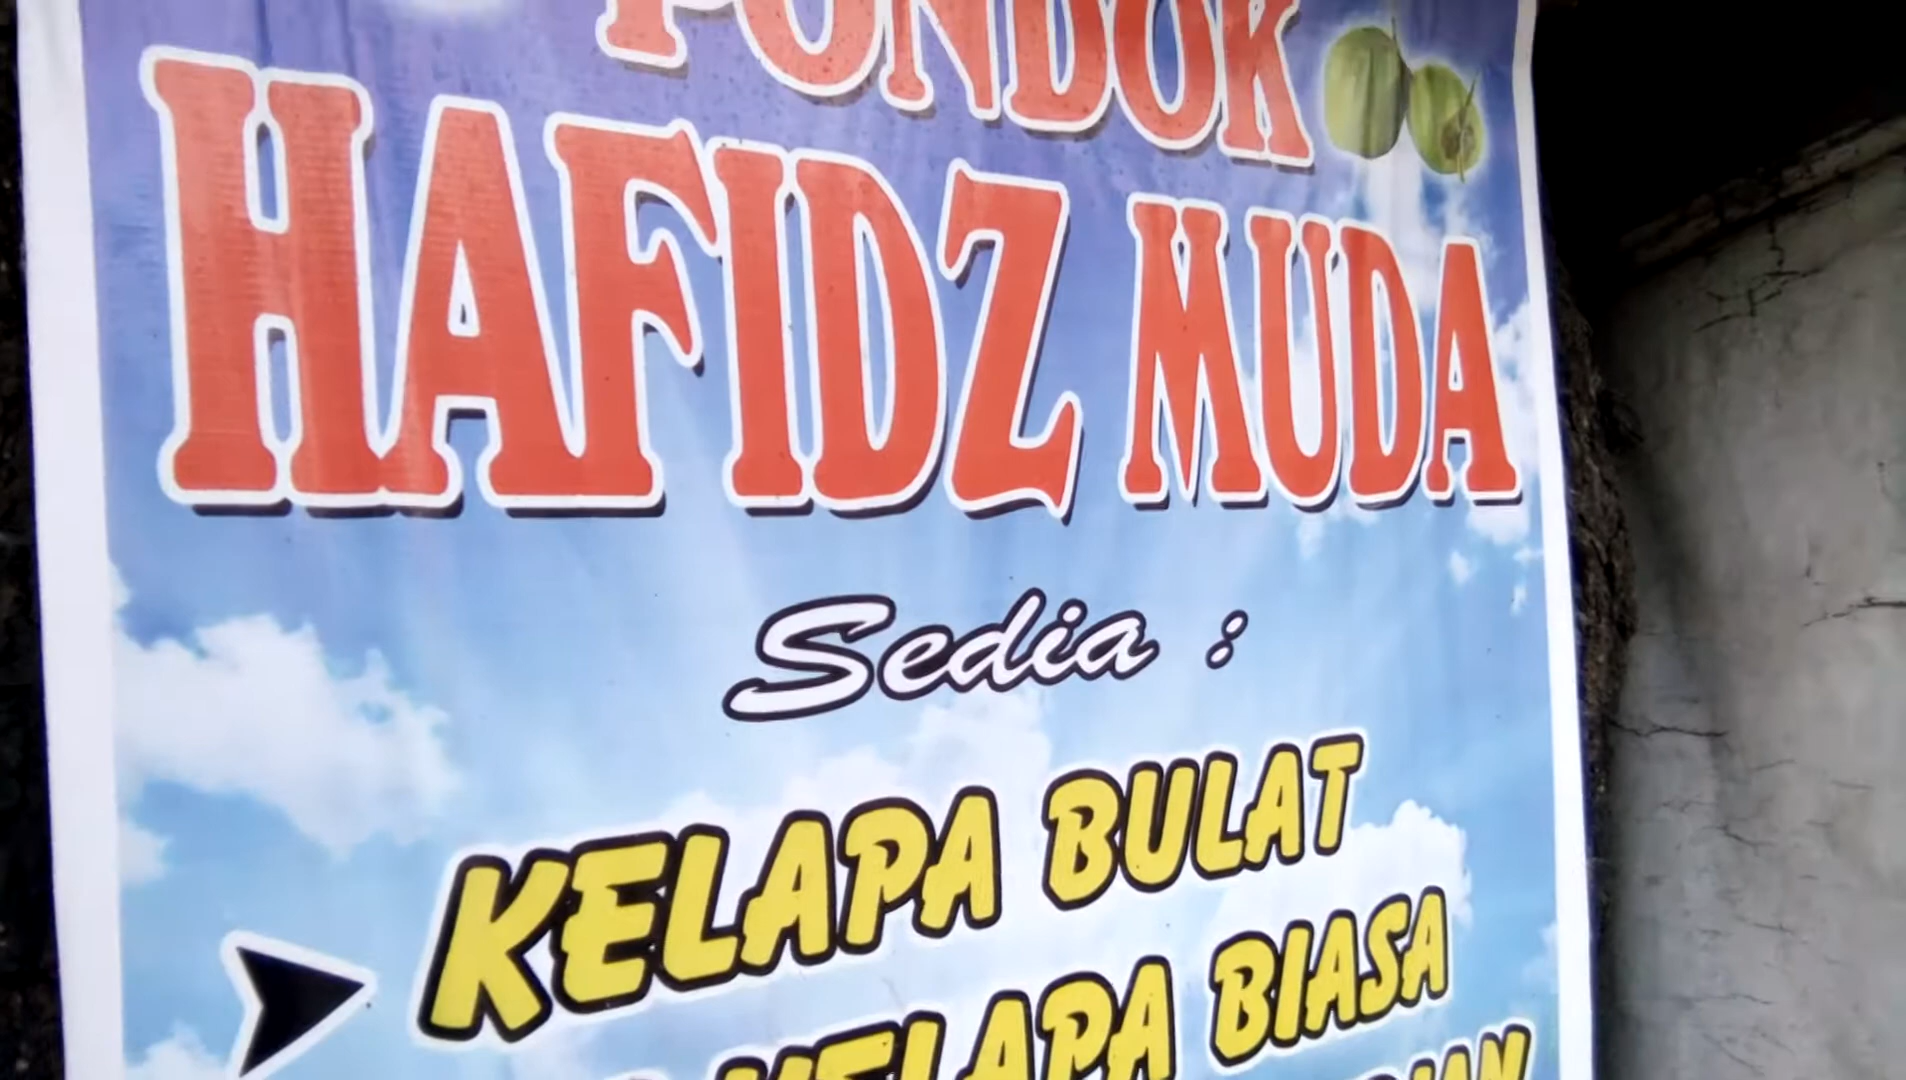 PONDOK
HAFIDZ MUDA
Sedia :
KELAPA BULAT
KELAPA BIASA